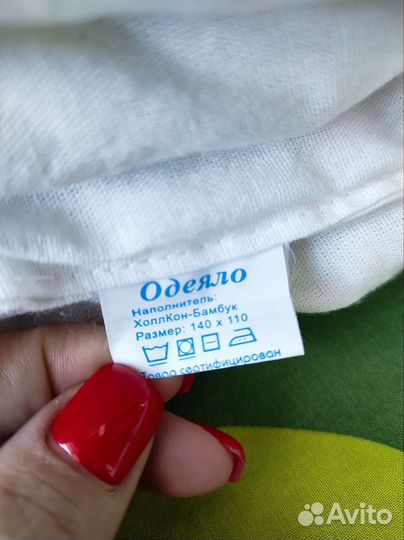 Одеяло
Наполнитель:
ХоллКон-Бамбук
Размер: 140 х 110
Товар сертифицирован
Avito